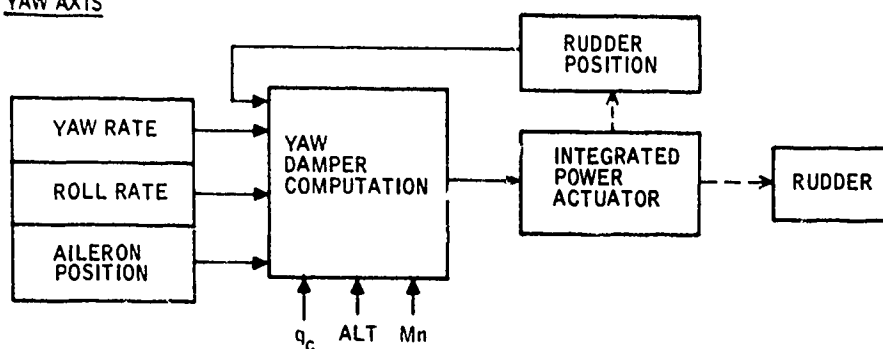 YAW AXIS
RUDDER
POSITION
YAW RATE
ROLL RATE
AILERON
POSITION
YAW
DAMPER
COMPUTATION
INTEGRATED
POWER
ACTUATOR
RUDDER
qc ALT Mn